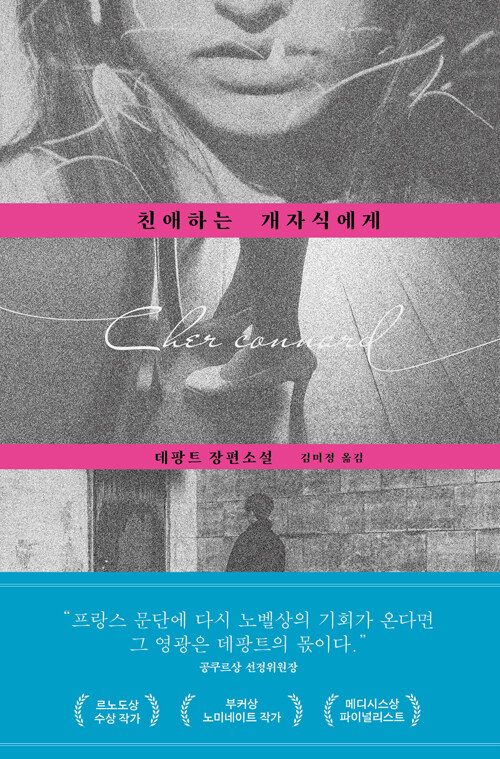 친애하는 개자식에게
Cher connard
데팡트 장편소설 김미정 옮김
“프랑스 문단에 다시 노벨상의 기회가 온다면
그 영광은 데팡트의 몫이다.”
공쿠르상 선정위원장
르노도상
수상 작가
부커상
노미네이트 작가
메디시스상
파이널리스트